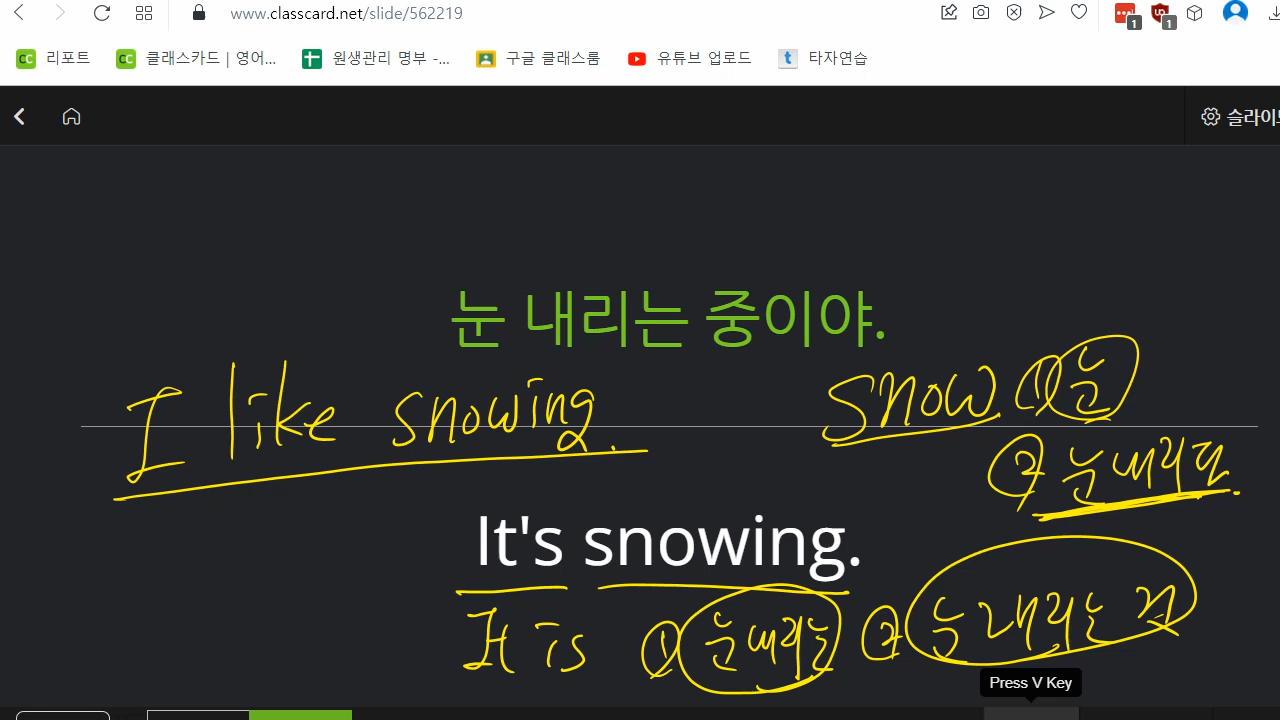 www.classcard.net/slide/562219
1 1
리포트 클래스카드 | 영어... 원생관리 명부 -... 구글 클래스룸 유튜브 업로드 타자연습
슬라이드
눈 내리는 중이야.
I like snowing.
snow ① 눈
② 눈내리다.
It's snowing.
It is ① 눈내리는 ② 눈 내리는 것
Press V Key